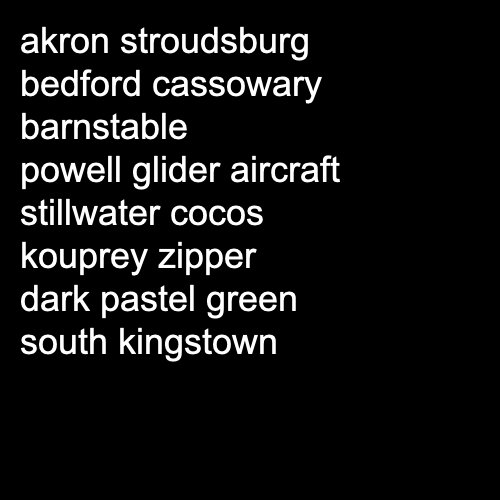 akron stroudsburg
bedford cassowary
barnstable
powell glider aircraft
stillwater cocos
kouprey zipper
dark pastel green
south kingstown